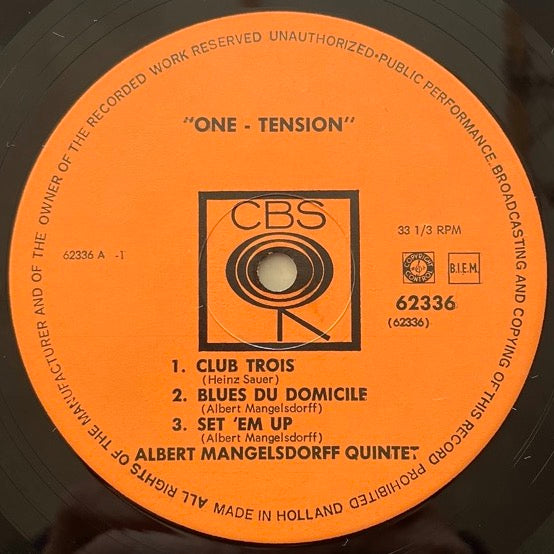 "ONE - TENSION"
CBS
62336 A -1
33 1/3 RPM
COPYRIGHT CONTROL
B.I.E.M.
62336
(62336)
1. CLUB TROIS
(Heinz Sauer)
2. BLUES DU DOMICILE
(Albert Mangelsdorff)
3. SET 'EM UP
(Albert Mangelsdorff)
ALBERT MANGELSDORFF QUINTET
ALL RIGHTS OF THE MANUFACTURER AND OF THE OWNER OF THE RECORDED WORK RESERVED UNAUTHORIZED•PUBLIC PERFORMANCE. BROADCASTING AND COPYING OF THIS RECORD PROHIBITED
MADE IN HOLLAND